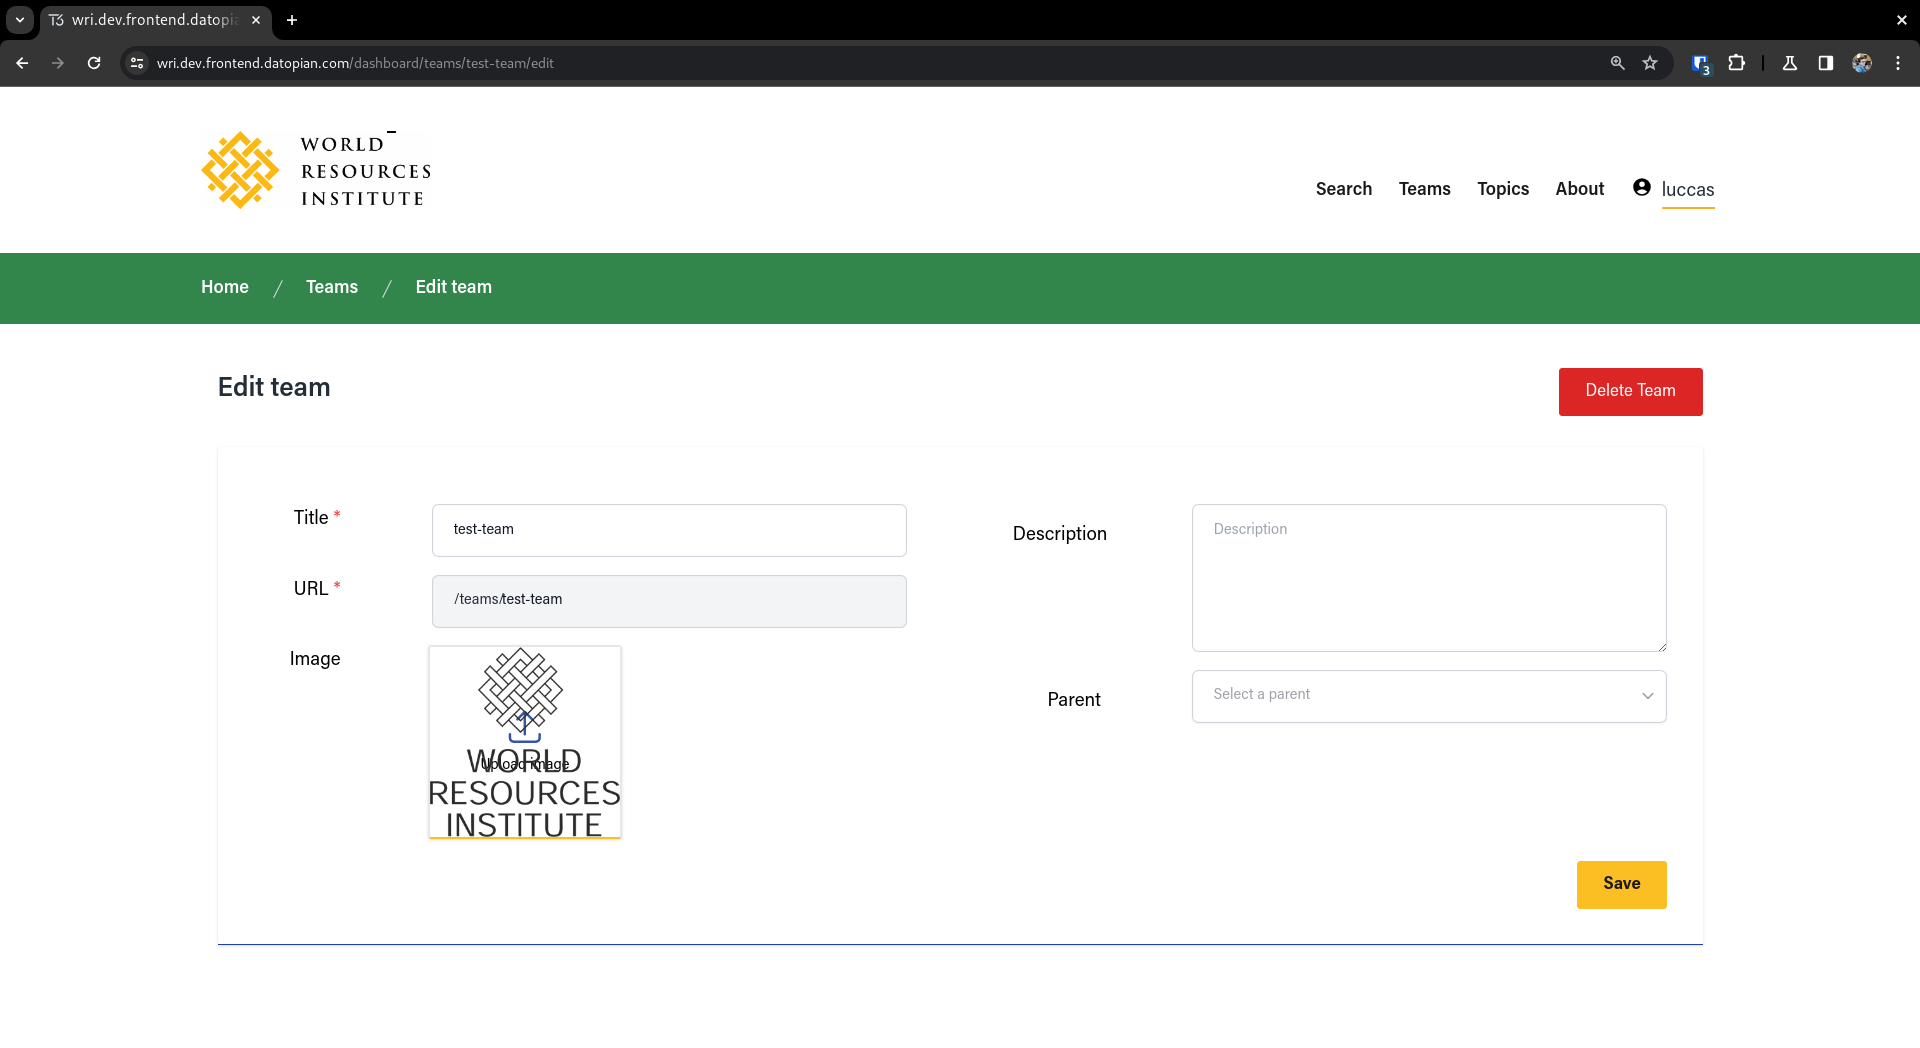 wri.dev.frontend.datopia
wri.dev.frontend.datopian.com/dashboard/teams/test-team/edit
3
WORLD
RESOURCES
INSTITUTE
Search Teams Topics About luccas
Home / Teams / Edit team
Edit team
Delete Team
Title *
test-team
URL *
/teams/test-team
Image
Upload image
WORLD
RESOURCES
INSTITUTE
Description
Description
Parent
Select a parent
Save